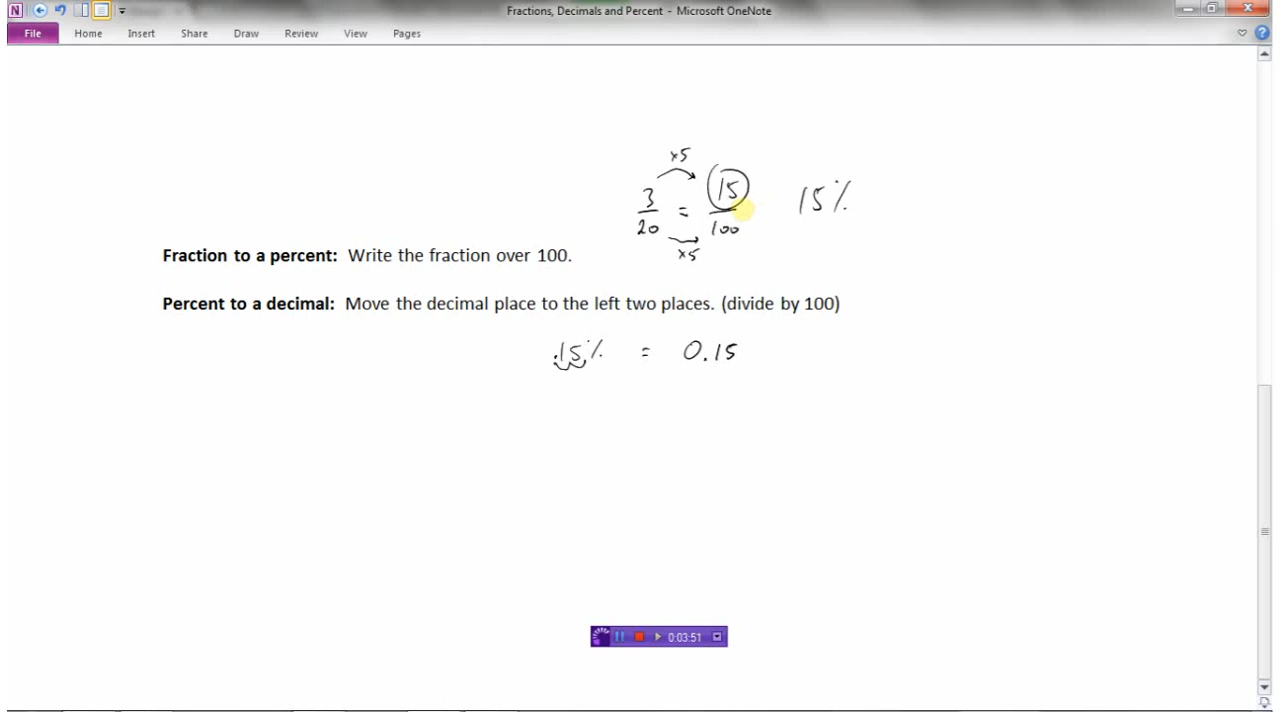 Fractions, Decimals and Percent - Microsoft OneNote
File Home Insert Share Draw Review View Pages
×5
3/20 = 15/100 15%
×5
Fraction to a percent: Write the fraction over 100.
Percent to a decimal: Move the decimal place to the left two places. (divide by 100)
.15.% = 0.15
0:03:51